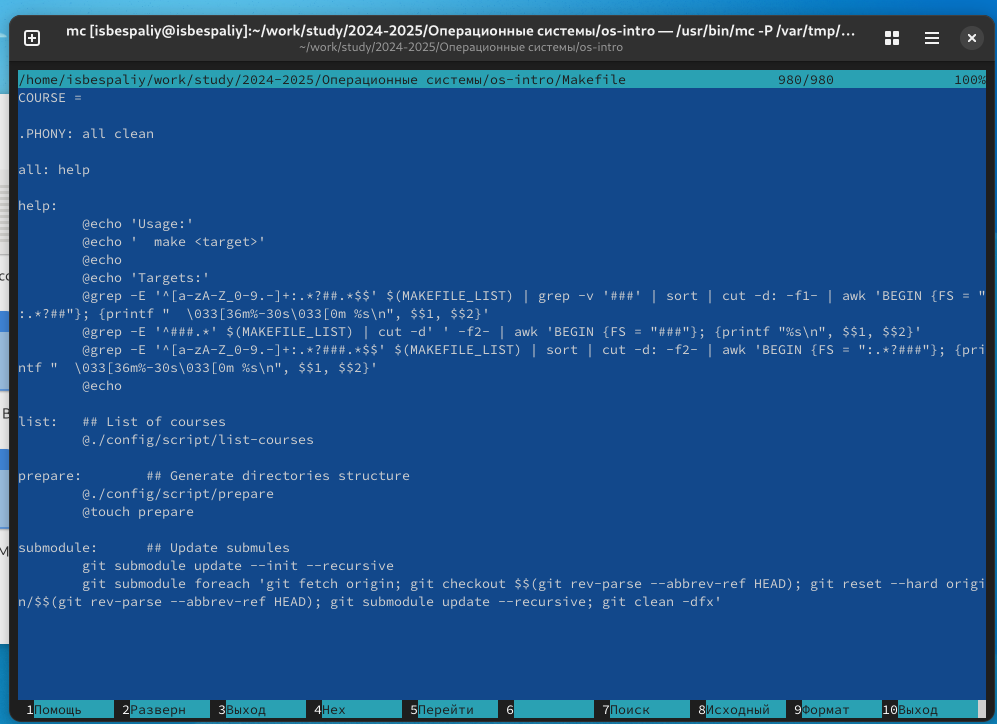 mc [isbespaliy@isbespaliy]:~/work/study/2024-2025/Операционные системы/os-intro — /usr/bin/mc -P /var/tmp/...
~/work/study/2024-2025/Операционные системы/os-intro
/home/isbespaliy/work/study/2024-2025/Операционные системы/os-intro/Makefile 980/980 100%
COURSE =
.PHONY: all clean
all: help
help:
@echo 'Usage:'
@echo '  make <target>'
@echo
@echo 'Targets:'
@grep -E '^[a-zA-Z_0-9.-]+:.*?##.*$$' $(MAKEFILE_LIST) | grep -v '###' | sort | cut -d: -f1- | awk 'BEGIN {FS = "
:.*?##"}; {printf "  \033[36m%-30s\033[0m %s\n", $$1, $$2}'
@grep -E '^###.*' $(MAKEFILE_LIST) | cut -d' ' -f2- | awk 'BEGIN {FS = "###"}; {printf "%s\n", $$1, $$2}'
@grep -E '^[a-zA-Z_0-9.-]+:.*?###.*$$' $(MAKEFILE_LIST) | sort | cut -d: -f2- | awk 'BEGIN {FS = ":.*?###"}; {pri
ntf "  \033[36m%-30s\033[0m %s\n", $$1, $$2}'
@echo
list:   ## List of courses
@./config/script/list-courses
prepare:        ## Generate directories structure
@./config/script/prepare
@touch prepare
submodule:      ## Update submules
git submodule update --init --recursive
git submodule foreach 'git fetch origin; git checkout $$(git rev-parse --abbrev-ref HEAD); git reset --hard origi
n/$$(git rev-parse --abbrev-ref HEAD); git submodule update --recursive; git clean -dfx'
1Помощь 2Разверн 3Выход 4Hex 5Перейти 6 7Поиск 8Исходный 9Формат 10Выход